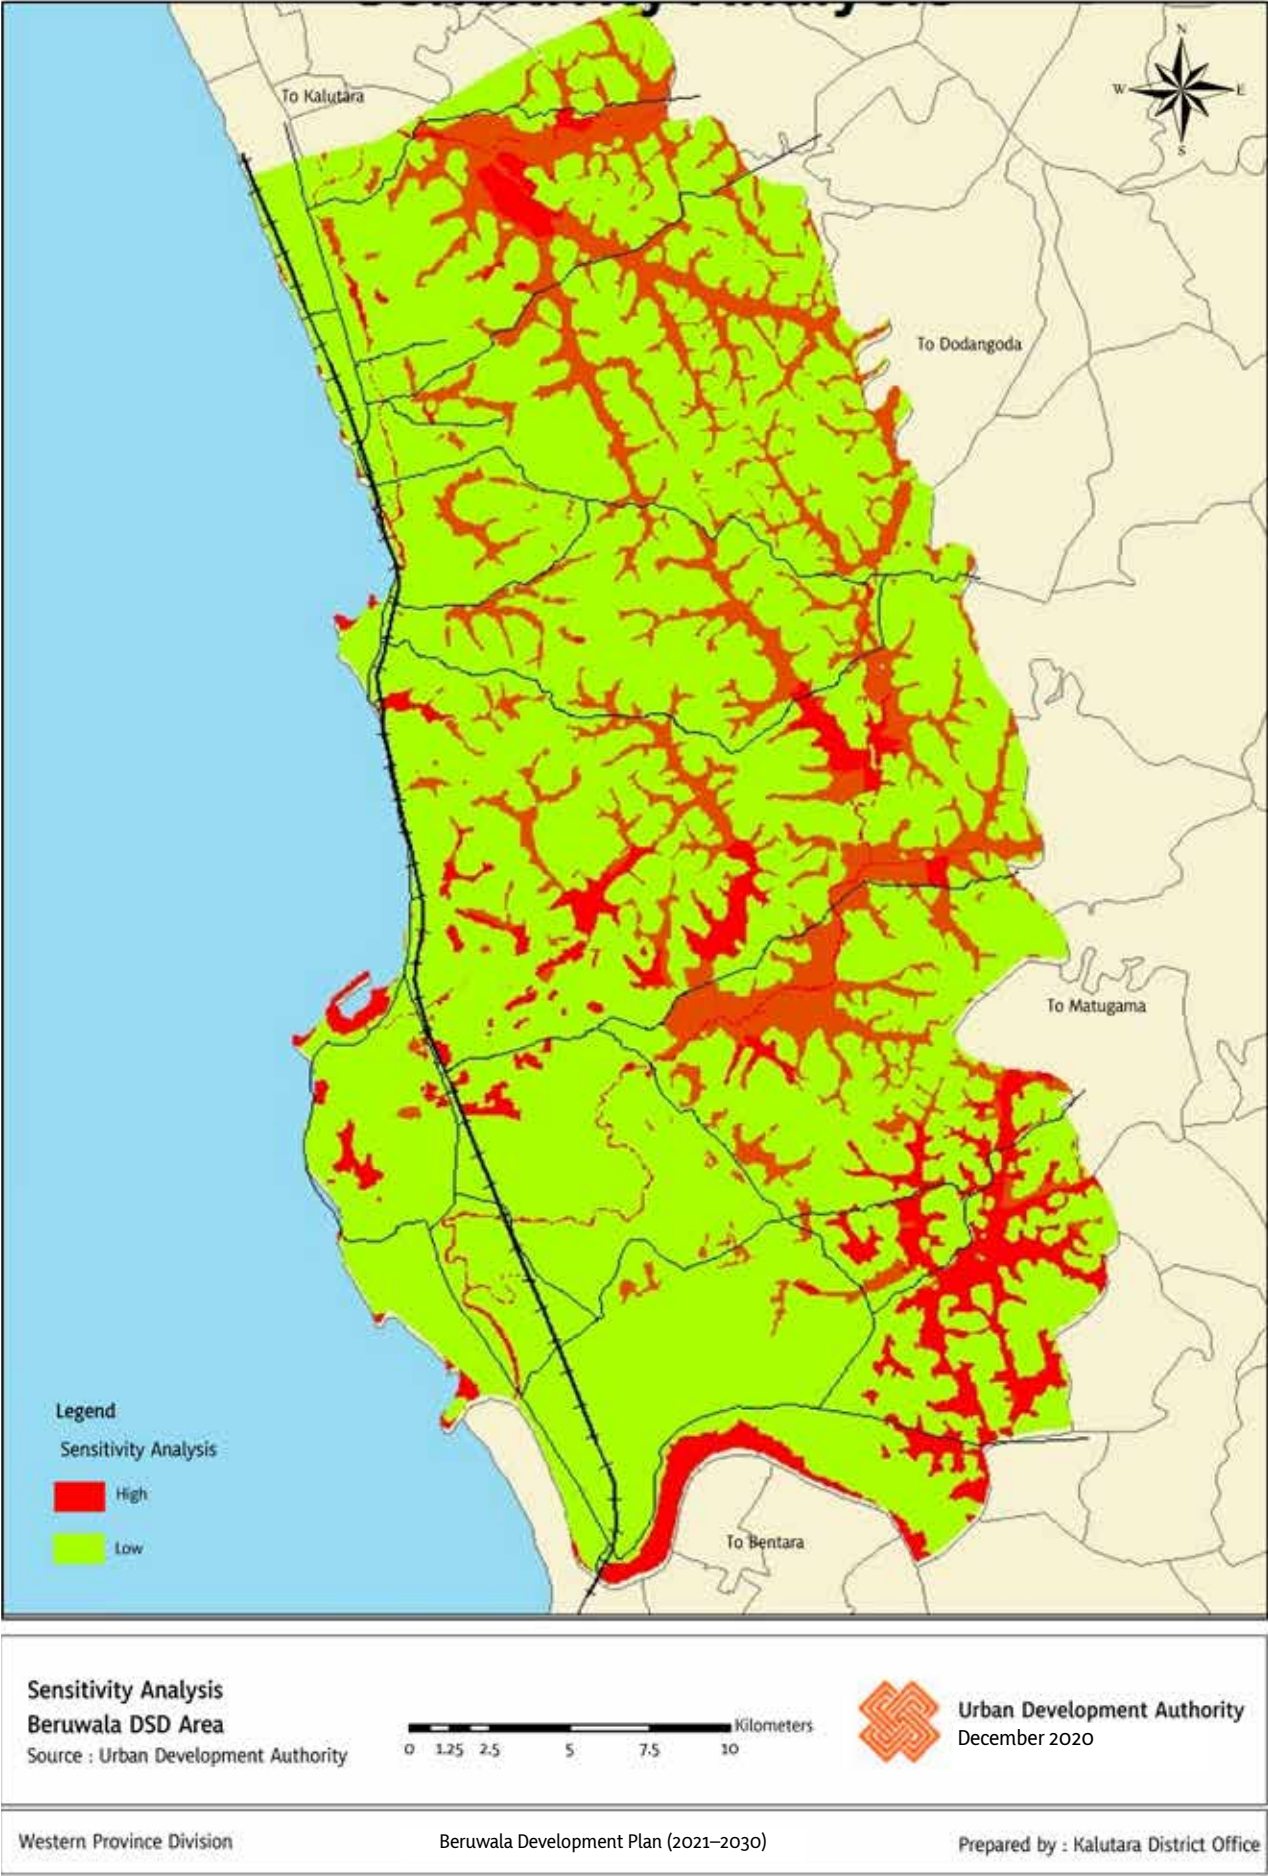 N
W E
S
To Kalutara
To Dodangoda
To Matugama
To Bentara
Legend
Sensitivity Analysis
High
Low
Sensitivity Analysis
Beruwala DSD Area
Source : Urban Development Authority
Kilometers
0 1.25 2.5 5 7.5 10
Urban Development Authority
December 2020
Western Province Division
Beruwala Development Plan (2021–2030)
Prepared by : Kalutara District Office